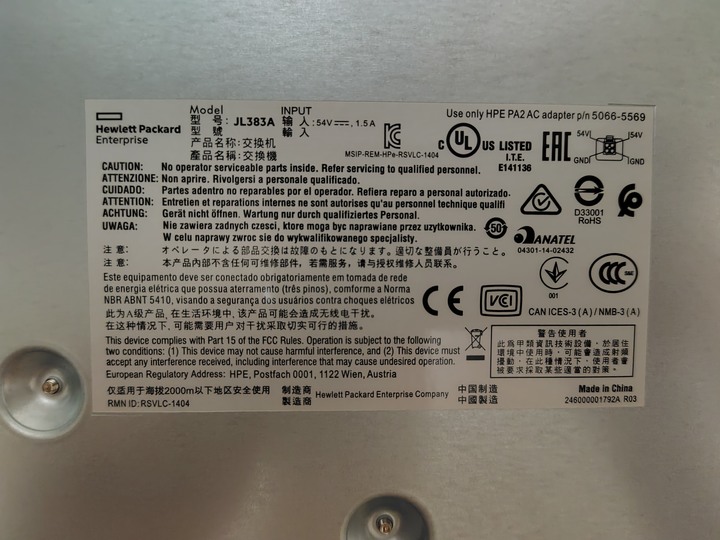 Hewlett Packard
Enterprise
Model
型 号: JL383A
型 號
INPUT
输 入: 54V⎓, 1.5A
輸 入
产品名称: 交换机
產品名稱: 交換機
MSIP-REM-HPe-RSVLC-1404
Use only HPE PA2 AC adapter p/n 5066-5569
C UL US LISTED
I.T.E.
E141136
EAC
54V 54V
GND GND
CAUTION: No operator serviceable parts inside. Refer servicing to qualified personnel.
ATTENZIONE: Non aprire. Rivolgersi a personale qualificato.
CUIDADO: Partes adentro no reparables por el operador. Refiera reparo a personal autorizado.
ATTENTION: Entretien et reparations internes ne sont autorises qu'au personnel technique qualifi
ACHTUNG: Gerät nicht öffnen. Wartung nur durch qualifiziertes Personal.
UWAGA: Nie zawiera zadnych czesci, ktore moga byc naprawiane przez uzytkownika.
W celu naprawy zwroc sie do wykwalifikowanego specjalisty.
注 意: オペレータによる部品交換は故障のもとになります。適切な整備員が行うこと。
注 意: 本产品内部不含任何可维修部件, 若需服务, 请与授权维修人员联系。
D33001
RoHS
50
ANATEL
04301-14-02432
Este equipamento deve ser conectado obrigatoriamente em tomada de rede
de energia elétrica que possua aterramento (três pinos), conforme a Norma
NBR ABNT 5410, visando a segurança dos usuários contra choques elétricos
此为A级产品, 在生活环境中, 该产品可能会造成无线电干扰。
在这种情况下, 可能需要用户对干扰采取切实可行的措施。
CE
VCI
001
CCC
S&E
CAN ICES-3 (A) / NMB-3 (A)
This device complies with Part 15 of the FCC Rules. Operation is subject to the following
two conditions: (1) This device may not cause harmful interference, and (2) This device must
accept any interference received, including interference that may cause undesired operation.
European Regulatory Address: HPE, Postfach 0001, 1122 Wien, Austria
警告使用者
此為甲類資訊技術設備, 於居住
環境中使用時, 可能會造成射頻
擾動, 在此種情況下, 使用者會
被要求採取某些適當的對策。
仅适用于海拔2000m以下地区安全使用
RMN ID: RSVLC-1404
制造商
製造商
Hewlett Packard Enterprise Company
中国制造
中國製造
Made in China
246000001792A R03